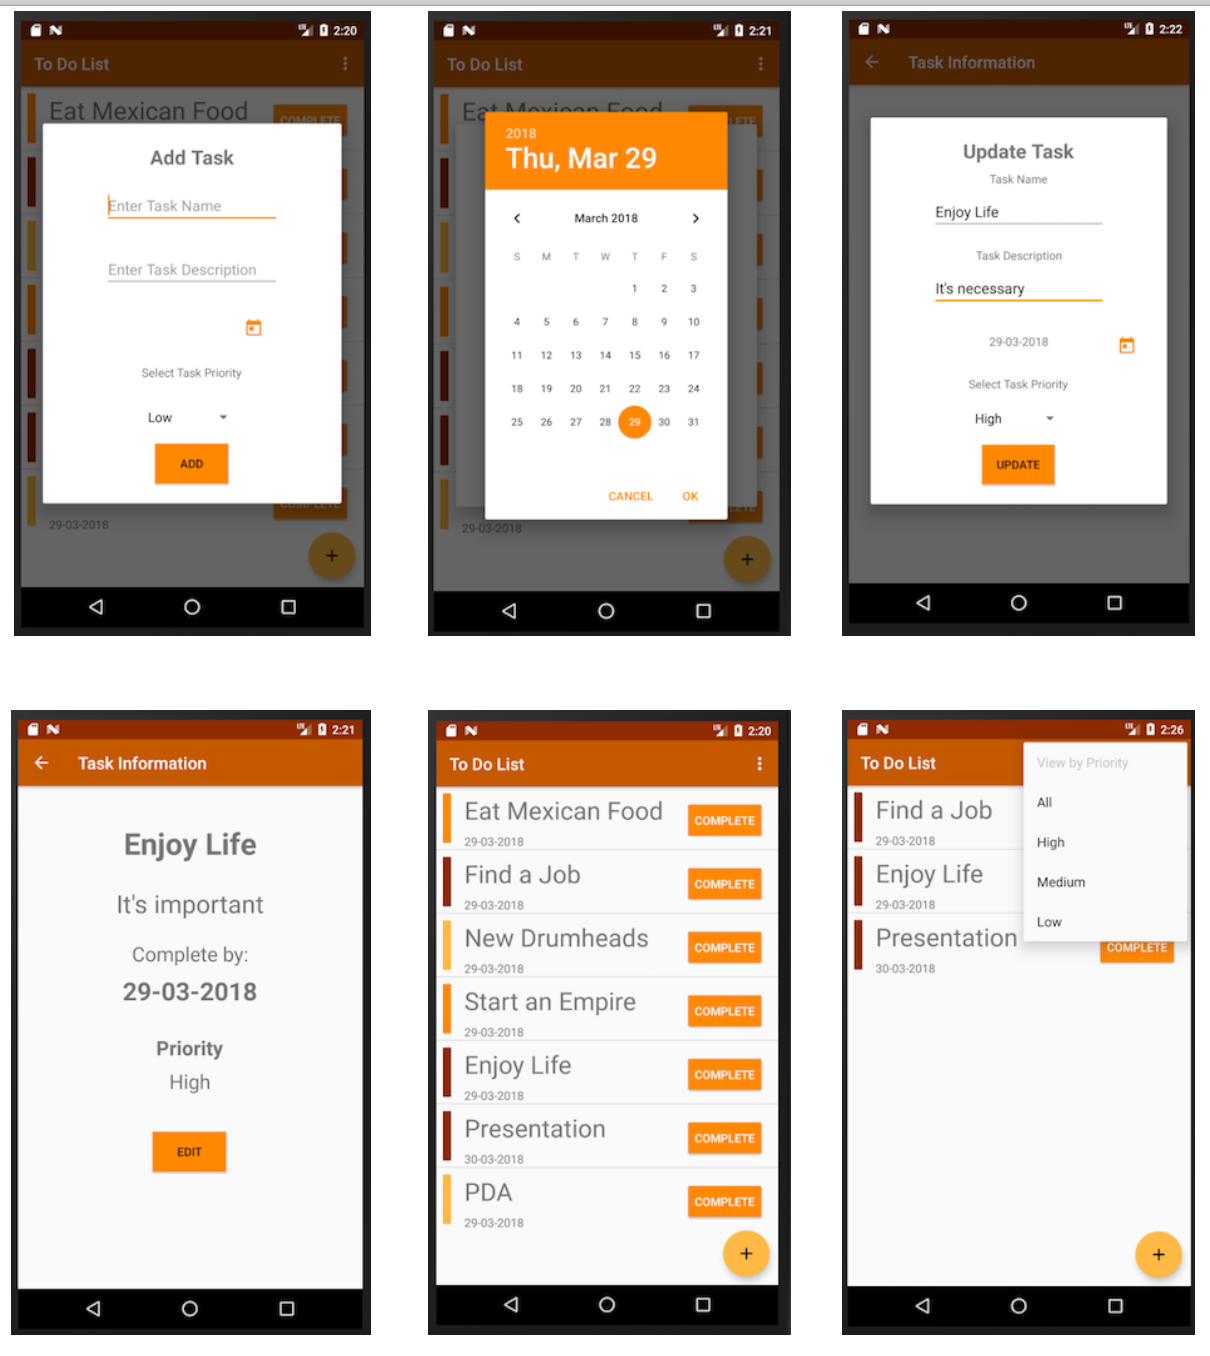 2:20
To Do List
Eat Mexican Food
COMPLETE
Add Task
Enter Task Name
Enter Task Description
Select Task Priority
Low
ADD
COMPLETE
29-03-2018
+
2:21
To Do List
Eat Mexican Food
2018
Thu, Mar 29
March 2018
S M T W T F S
1 2 3
4 5 6 7 8 9 10
11 12 13 14 15 16 17
18 19 20 21 22 23 24
25 26 27 28 29 30 31
CANCEL OK
29-03-2018
+
2:22
Task Information
Update Task
Task Name
Enjoy Life
Task Description
It's necessary
29-03-2018
Select Task Priority
High
UPDATE
2:21
Task Information
Enjoy Life
It's important
Complete by:
29-03-2018
Priority
High
EDIT
2:20
To Do List
Eat Mexican Food
COMPLETE
29-03-2018
Find a Job
COMPLETE
29-03-2018
New Drumheads
COMPLETE
29-03-2018
Start an Empire
COMPLETE
29-03-2018
Enjoy Life
COMPLETE
29-03-2018
Presentation
COMPLETE
30-03-2018
PDA
COMPLETE
29-03-2018
+
2:26
To Do List
View by Priority
All
High
Medium
Low
Find a Job
29-03-2018
Enjoy Life
29-03-2018
Presentation
COMPLETE
30-03-2018
+